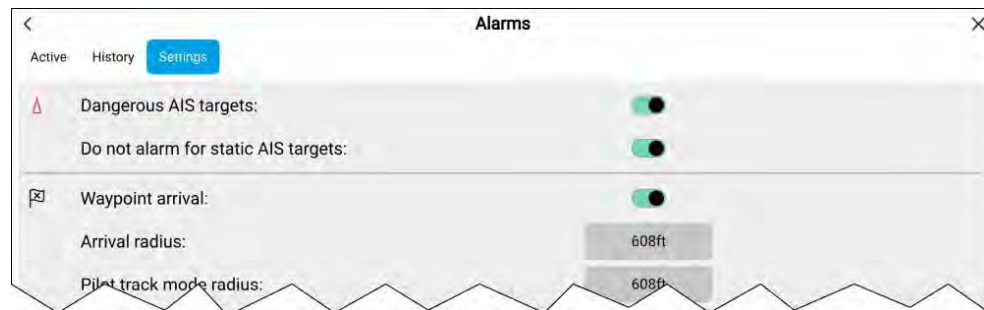 Alarms
Active History Settings
Dangerous AIS targets:
Do not alarm for static AIS targets:
Waypoint arrival:
Arrival radius: 608ft
Pilot track mode radius: 608ft